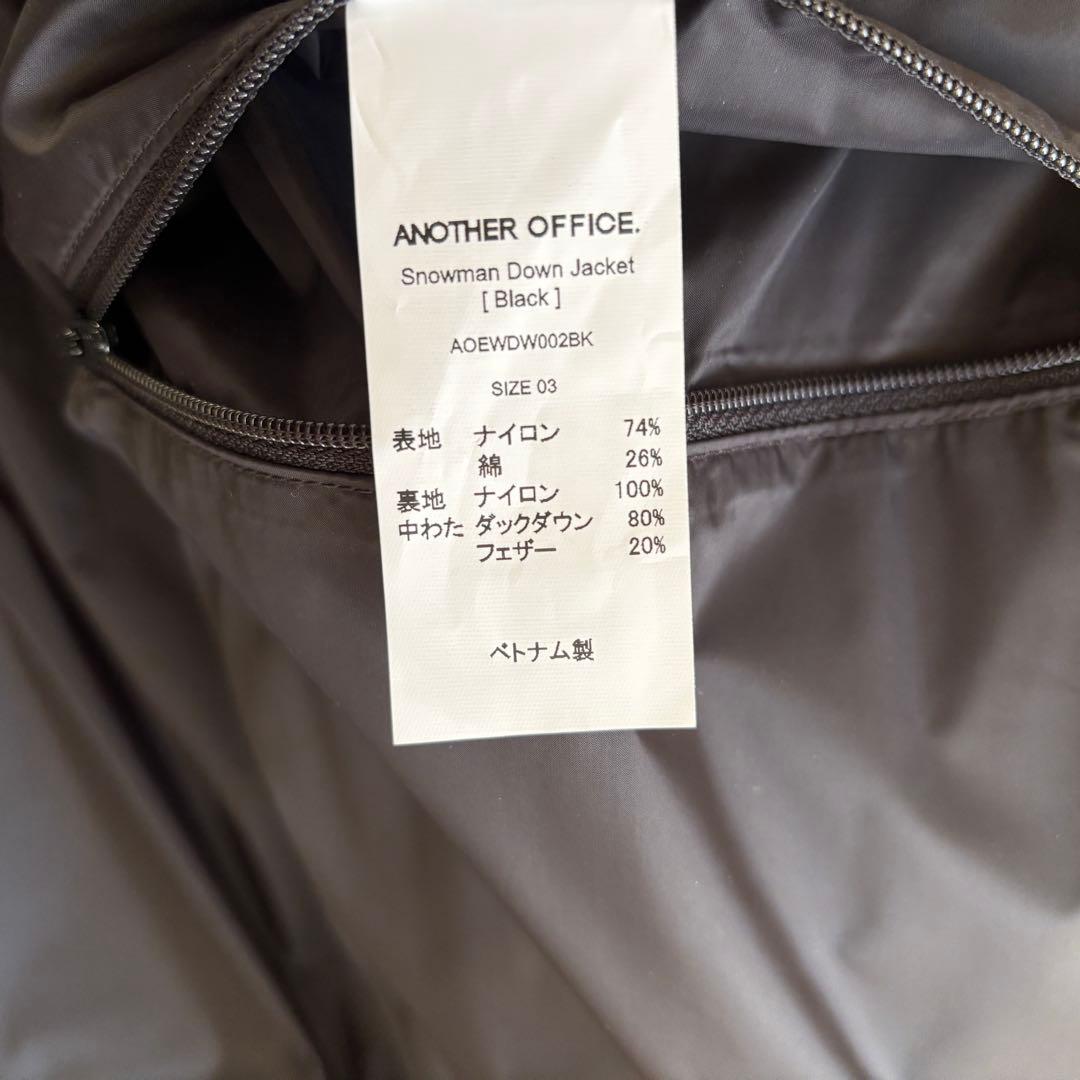 ANOTHER OFFICE.
Snowman Down Jacket
[ Black ]
AOEWDW002BK
SIZE 03
表地 ナイロン 74%
綿 26%
裏地 ナイロン 100%
中わた ダックダウン 80%
フェザー 20%
ベトナム製